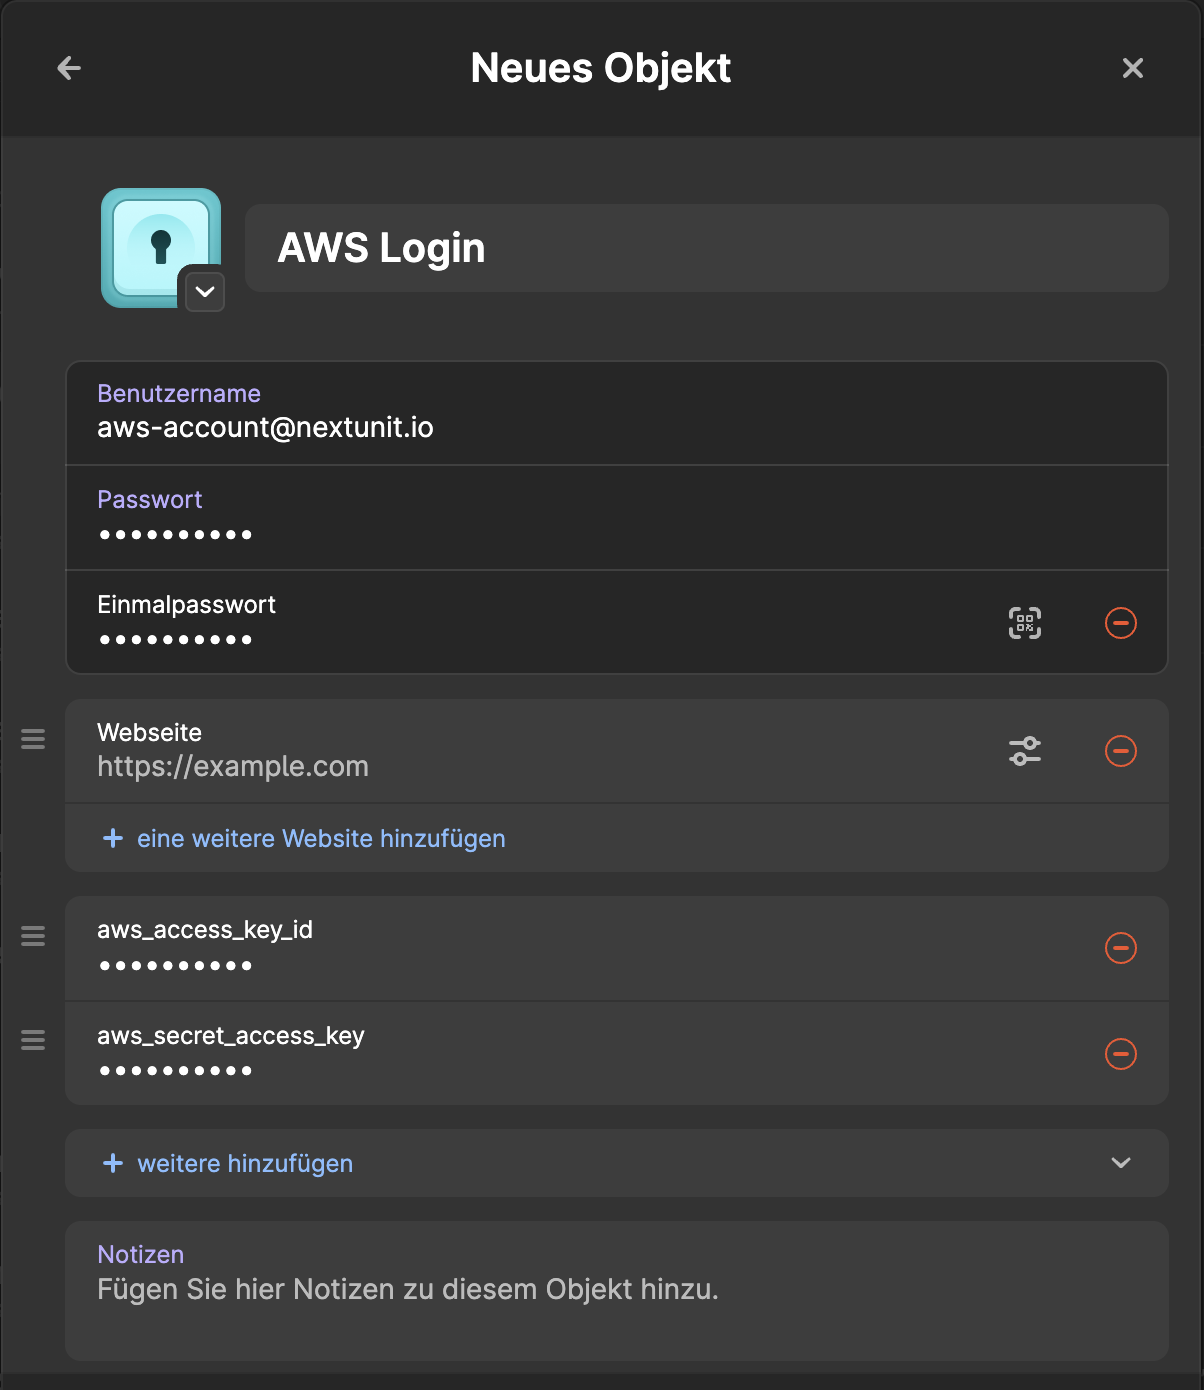 Neues Objekt
AWS Login
Benutzername
aws-account@nextunit.io
Passwort
••••••••••
Einmalpasswort
••••••••••
Webseite
https://example.com
+ eine weitere Website hinzufügen
aws_access_key_id
••••••••••
aws_secret_access_key
••••••••••
+ weitere hinzufügen
Notizen
Fügen Sie hier Notizen zu diesem Objekt hinzu.